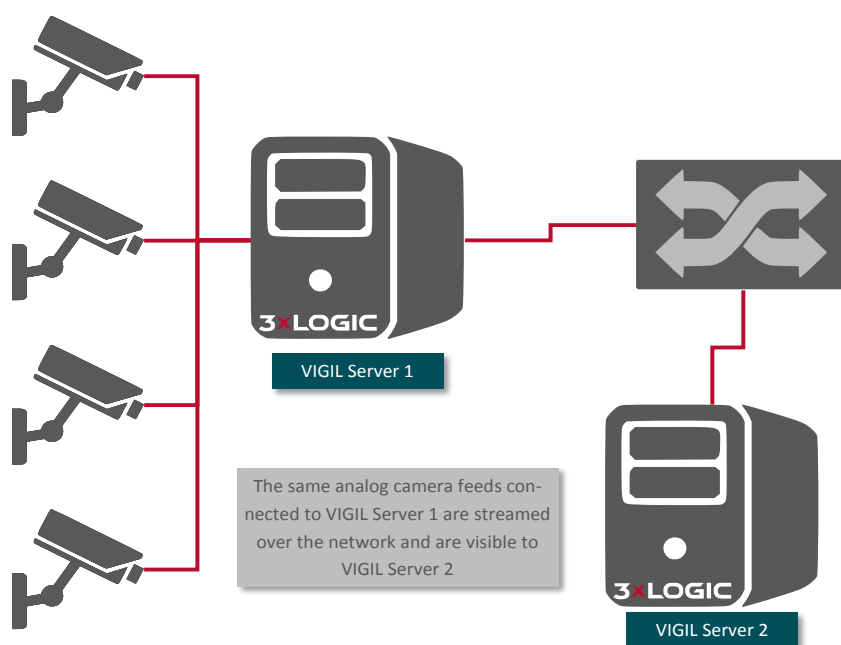 3xLOGIC
VIGIL Server 1
The same analog camera feeds con-
nected to VIGIL Server 1 are streamed
over the network and are visible to
VIGIL Server 2
3xLOGIC
VIGIL Server 2